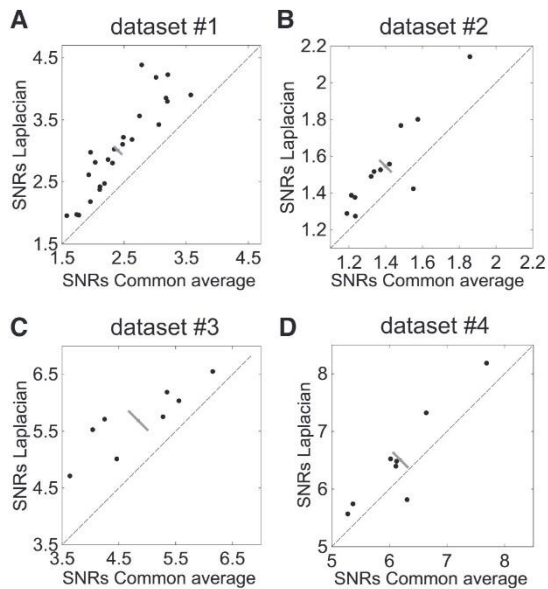 A
dataset #1
SNRs Laplacian
4.5
3.5
2.5
1.5
1.5 2.5 3.5 4.5
SNRs Common average
B
dataset #2
SNRs Laplacian
2.2
2
1.8
1.6
1.4
1.2
1.2 1.4 1.6 1.8 2 2.2
SNRs Common average
C
dataset #3
SNRs Laplacian
6.5
5.5
4.5
3.5
3.5 4.5 5.5 6.5
SNRs Common average
D
dataset #4
SNRs Laplacian
8
7
6
5
5 6 7 8
SNRs Common average